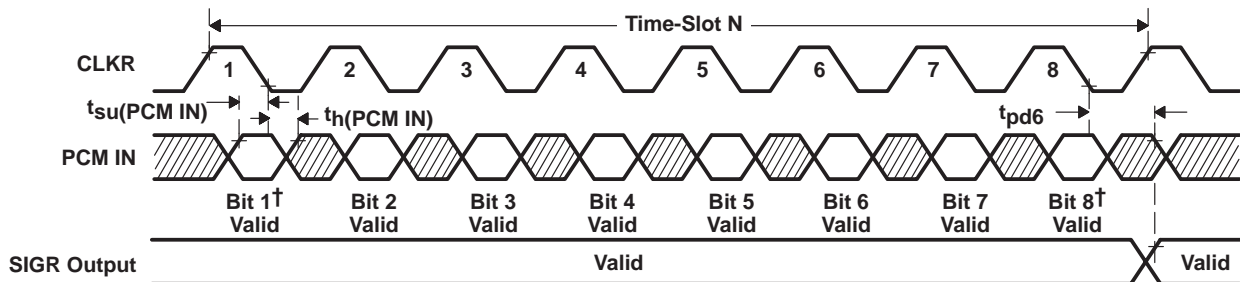 Time-Slot N
CLKR
1 2 3 4 5 6 7 8
tsu(PCM IN)
th(PCM IN)
tpd6
PCM IN
Bit 1† Bit 2 Bit 3 Bit 4 Bit 5 Bit 6 Bit 7 Bit 8†
Valid Valid Valid Valid Valid Valid Valid Valid
SIGR Output Valid Valid